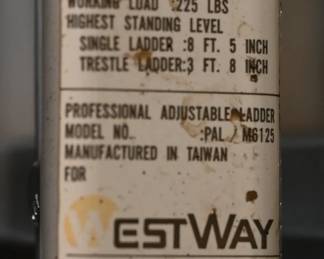 WORKING LOAD :225 LBS
HIGHEST STANDING LEVEL
SINGLE LADDER :8 FT. 5 INCH
TRESTLE LADDER:3 FT. 8 INCH
PROFESSIONAL ADJUSTABLE LADDER
MODEL NO.. :PAL / M6125
MANUFACTURED IN TAIWAN
FOR
WESTWAY